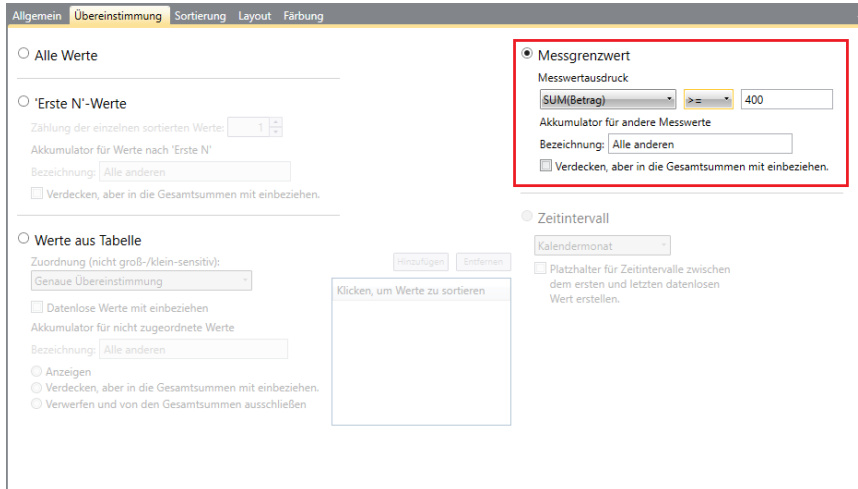 Allgemein Übereinstimmung Sortierung Layout Färbung
Alle Werte
'Erste N'-Werte
Zählung der einzelnen sortierten Werte: 1
Akkumulator für Werte nach 'Erste N'
Bezeichnung: Alle anderen
Verdecken, aber in die Gesamtsummen mit einbeziehen.
Werte aus Tabelle
Zuordnung (nicht groß-/klein-sensitiv):
Genaue Übereinstimmung
Datenlose Werte mit einbeziehen
Akkumulator für nicht zugeordnete Werte
Bezeichnung: Alle anderen
Anzeigen
Verdecken, aber in die Gesamtsummen mit einbeziehen.
Verwerfen und von den Gesamtsummen ausschließen
Hinzufügen Entfernen
Klicken, um Werte zu sortieren
Messgrenzwert
Messwertausdruck
SUM(Betrag) >= 400
Akkumulator für andere Messwerte
Bezeichnung: Alle anderen
Verdecken, aber in die Gesamtsummen mit einbeziehen.
Zeitintervall
Kalendermonat
Platzhalter für Zeitintervalle zwischen
dem ersten und letzten datenlosen
Wert erstellen.